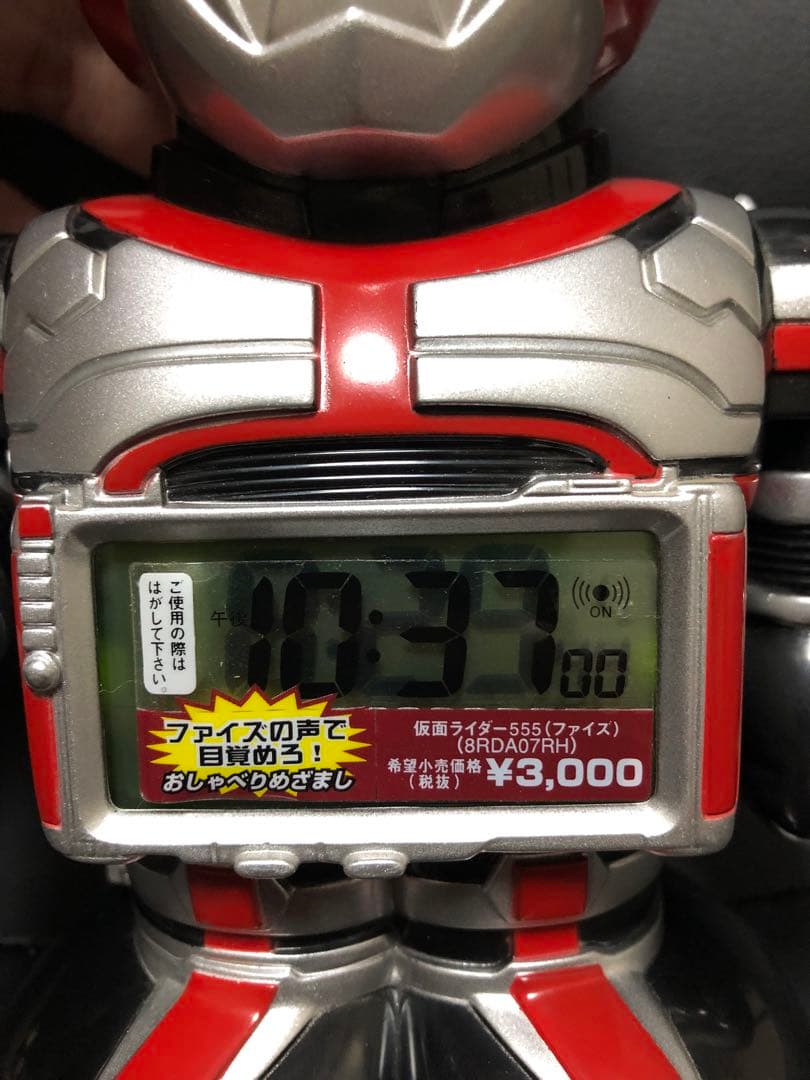 ご使用の際は
はがして下さい。
午後
10:37 00
ON
ファイズの声で
目覚めろ!
おしゃべりめざまし
仮面ライダー555(ファイズ)
(8RDA07RH)
希望小売価格
(税抜)
¥3,000